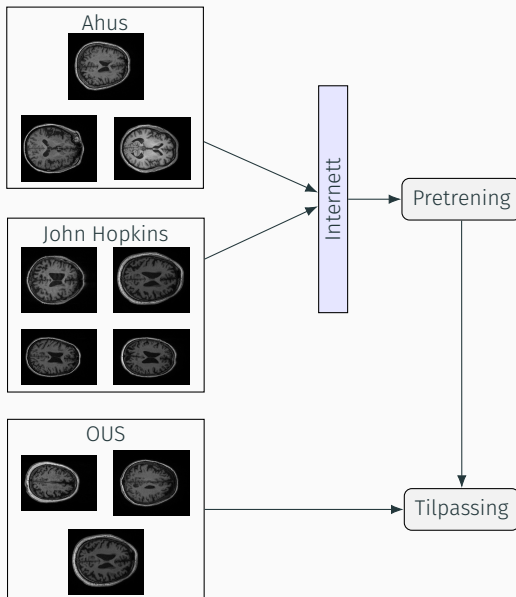 Ahus
Internett
Pretrening
John Hopkins
OUS
Tilpassing